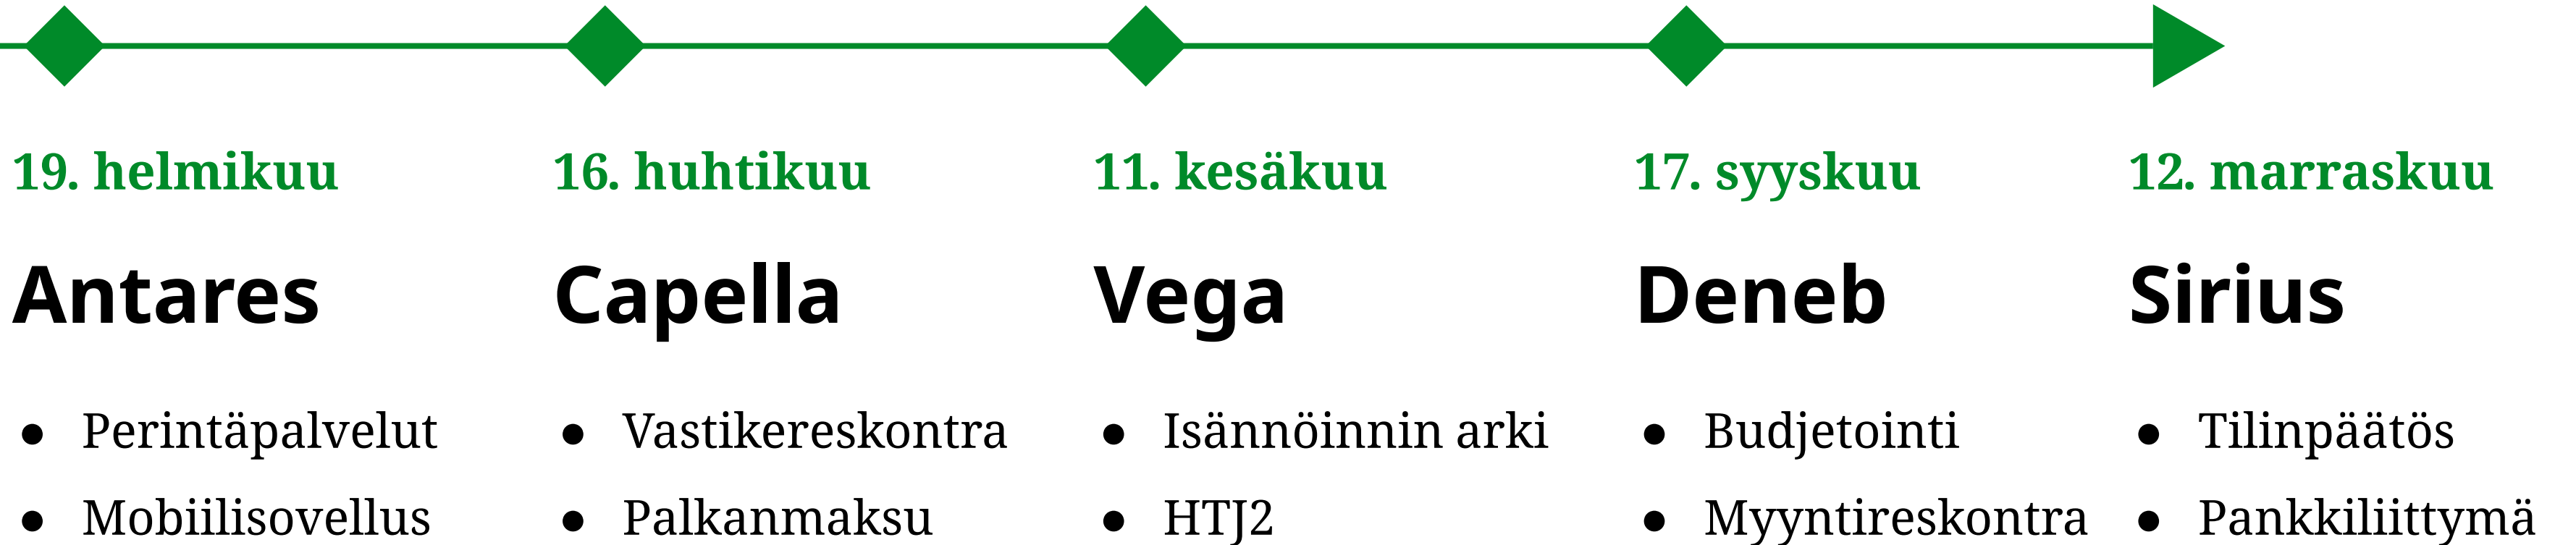 19. helmikuu
Antares
• Perintäpalvelut
• Mobiilisovellus
16. huhtikuu
Capella
• Vastikereskontra
• Palkanmaksu
11. kesäkuu
Vega
• Isännöinnin arki
• HTJ2
17. syyskuu
Deneb
• Budjetointi
• Myyntireskontra
12. marraskuu
Sirius
• Tilinpäätös
• Pankkiliittymä